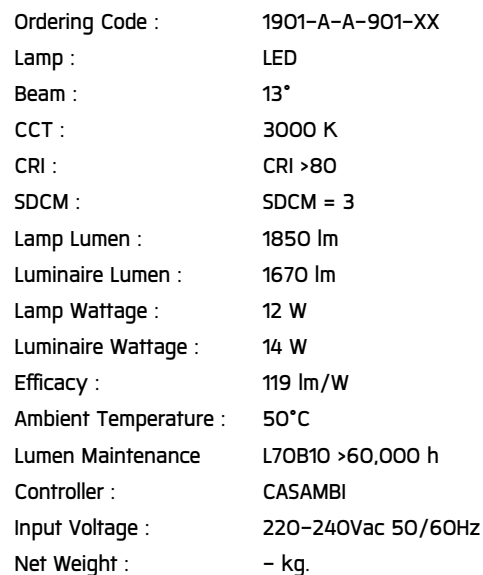 Ordering Code : 1901-A-A-901-XX
Lamp : LED
Beam : 13°
CCT : 3000 K
CRI : CRI >80
SDCM : SDCM = 3
Lamp Lumen : 1850 lm
Luminaire Lumen : 1670 lm
Lamp Wattage : 12 W
Luminaire Wattage : 14 W
Efficacy : 119 lm/W
Ambient Temperature : 50°C
Lumen Maintenance L70B10 >60,000 h
Controller : CASAMBI
Input Voltage : 220-240Vac 50/60Hz
Net Weight : - kg.